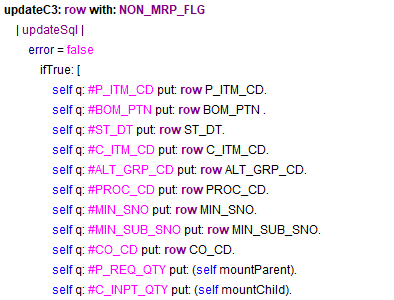 updateC3: row with: NON_MRP_FLG
| updateSql |
error = false
ifTrue: [
self q: #P_ITM_CD put: row P_ITM_CD.
self q: #BOM_PTN put: row BOM_PTN .
self q: #ST_DT put: row ST_DT.
self q: #C_ITM_CD put: row C_ITM_CD.
self q: #ALT_GRP_CD put: row ALT_GRP_CD.
self q: #PROC_CD put: row PROC_CD.
self q: #MIN_SNO put: row MIN_SNO.
self q: #MIN_SUB_SNO put: row MIN_SUB_SNO.
self q: #CO_CD put: row CO_CD.
self q: #P_REQ_QTY put: (self mountParent).
self q: #C_INPT_QTY put: (self mountChild).